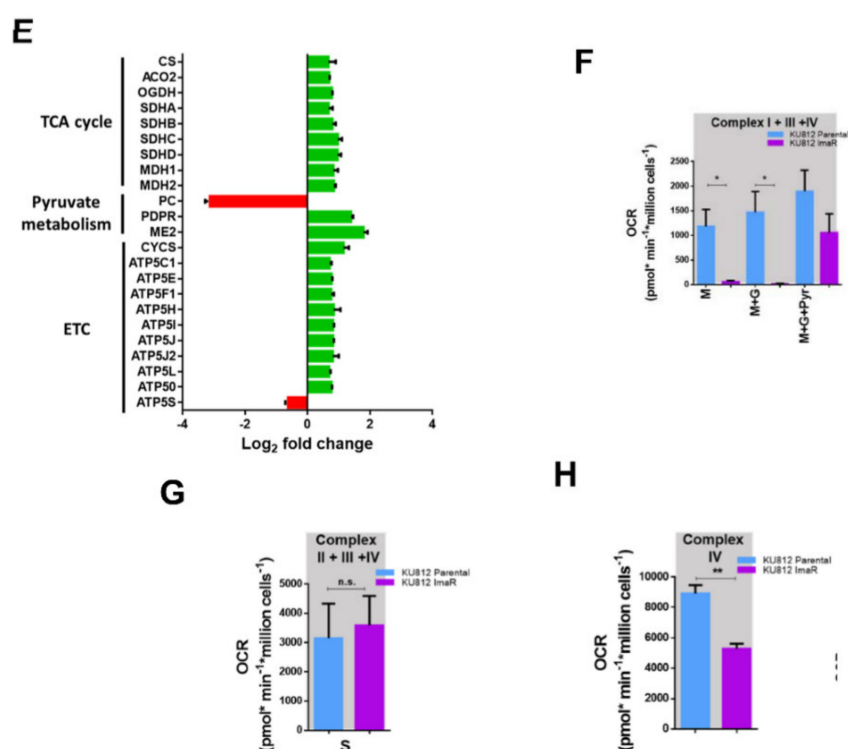 E
CS
ACO2
OGDH
SDHA
SDHB
SDHC
SDHD
MDH1
MDH2
TCA cycle
PC
PDPR
ME2
Pyruvate
metabolism
CYCS
ATP5C1
ATP5E
ATP5F1
ATP5H
ATP5I
ATP5J
ATP5J2
ATP5L
ATP50
ATP5S
ETC
-4 -2 0 2 4
Log2 fold change
F
Complex I + III +IV
KU812 Parental
KU812 ImaR
2500
2000
1500
1000
500
0
OCR
(pmol* min-1*million cells-1)
* *
M M+G M+G+Pyr
G
Complex
II + III +IV
KU812 Parental
KU812 ImaR
n.s.
5000
4000
3000
2000
1000
0
OCR
(pmol* min-1*million cells-1)
S
H
Complex
IV
KU812 Parental
KU812 ImaR
**
10000
8000
6000
4000
2000
0
OCR
(pmol* min-1*million cells-1)